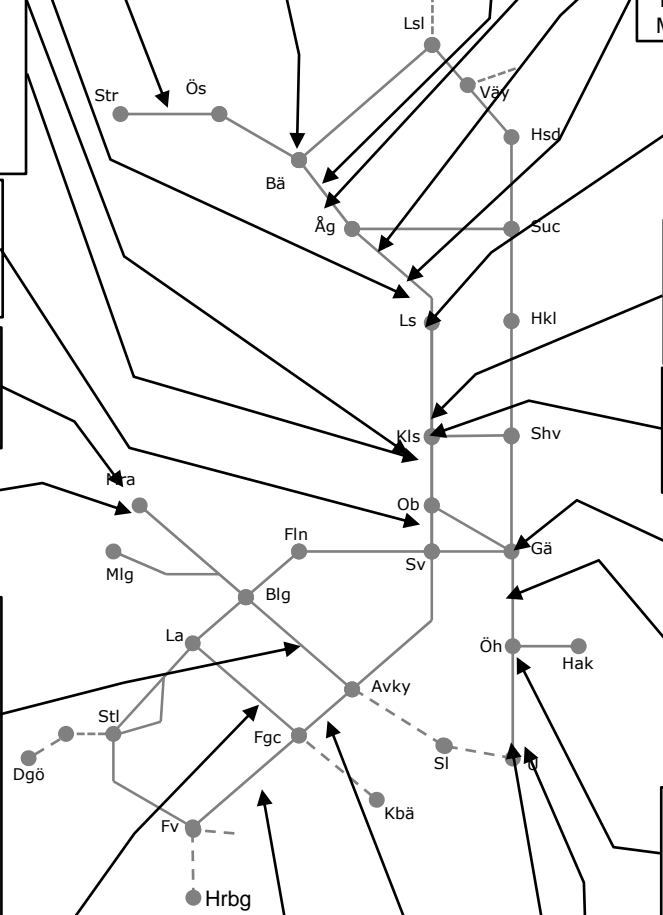 M
Lsl
Väy
Str
Ös
Hsd
Bä
Åg
Suc
Ls
Hkl
Kls
Shv
Mra
Ob
Fln
Sv
Gä
Mlg
Blg
La
Öh
Hak
Avky
Stl
Fgc
Sl
U
Dgö
Kbä
Fv
Hrbg